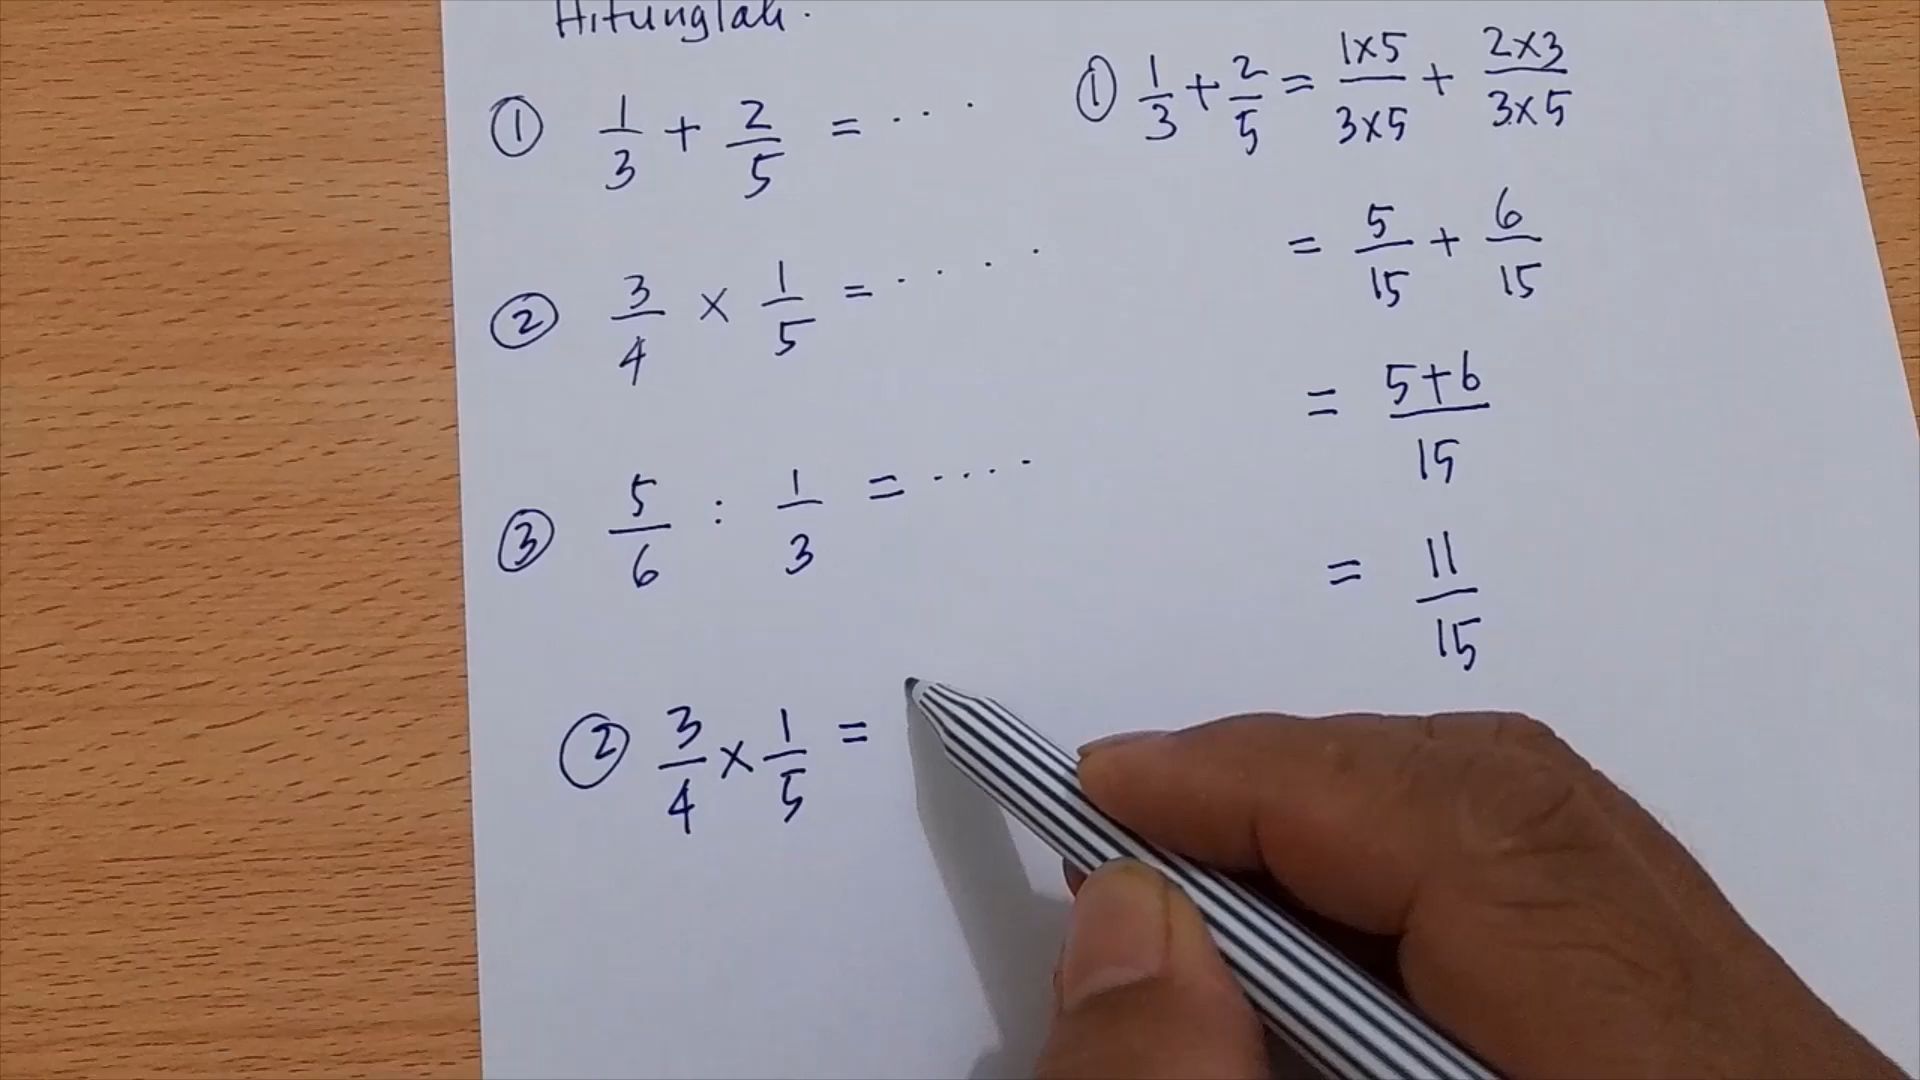 Hitunglah.
① 1/3 + 2/5 = ...
② 3/4 × 1/5 = ....
③ 5/6 : 1/3 = ....
① 1/3 + 2/5 = 1×5/3×5 + 2×3/3×5
= 5/15 + 6/15
= 5+6/15
= 11/15
② 3/4 × 1/5 =